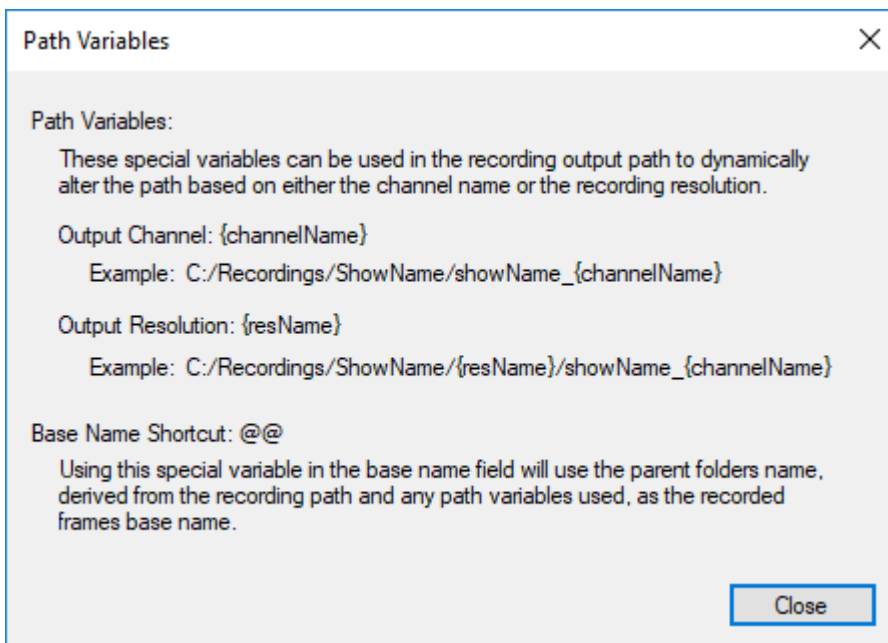 Path Variables
Path Variables:
These special variables can be used in the recording output path to dynamically
alter the path based on either the channel name or the recording resolution.
Output Channel: {channelName}
Example: C:/Recordings/ShowName/showName_{channelName}
Output Resolution: {resName}
Example: C:/Recordings/ShowName/{resName}/showName_{channelName}
Base Name Shortcut: @@
Using this special variable in the base name field will use the parent folders name,
derived from the recording path and any path variables used, as the recorded
frames base name.
Close